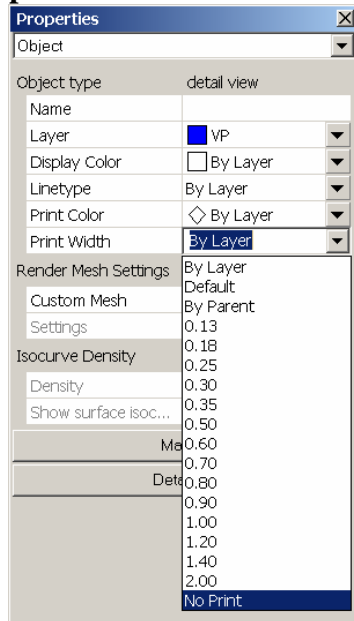 Properties
Object
Object type detail view
Name
Layer VP
Display Color By Layer
Linetype By Layer
Print Color By Layer
Print Width By Layer
Render Mesh Settings By Layer
Default
Custom Mesh By Parent
0.13
Settings 0.18
Isocurve Density 0.25
0.30
Density 0.35
Show surface isoc... 0.50
Ma 0.60
0.70
Deta 0.80
0.90
1.00
1.20
1.40
2.00
No Print